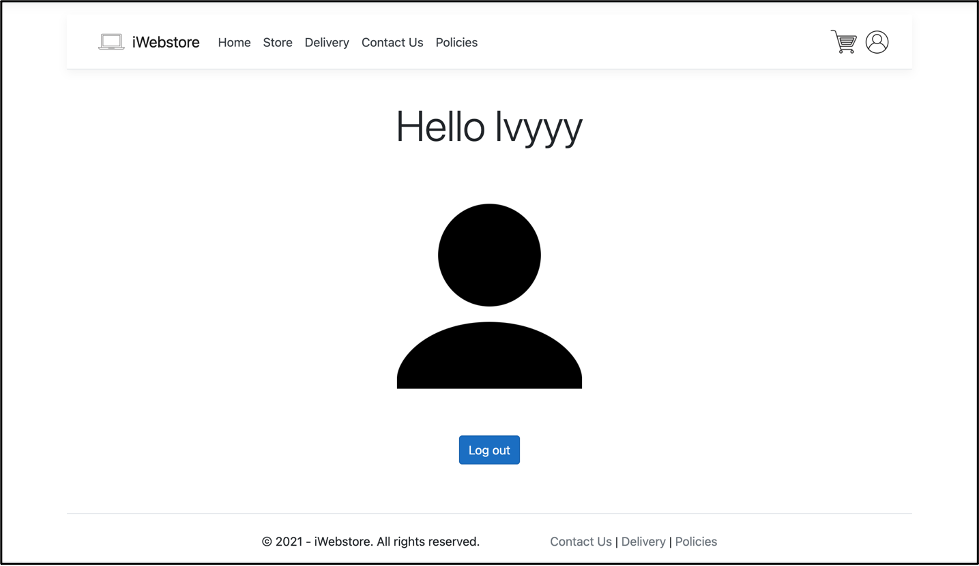 iWebstore Home Store Delivery Contact Us Policies
Hello Ivyyy
Log out
© 2021 - iWebstore. All rights reserved. Contact Us | Delivery | Policies